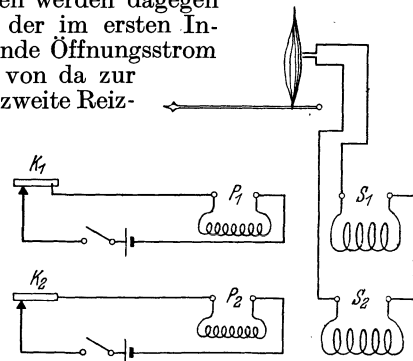 en werden dagegen
der im ersten In-
nde Öffnungsstrom
von da zur
zweite Reiz-
K₁
P₁
S₁
K₂
P₂
S₂